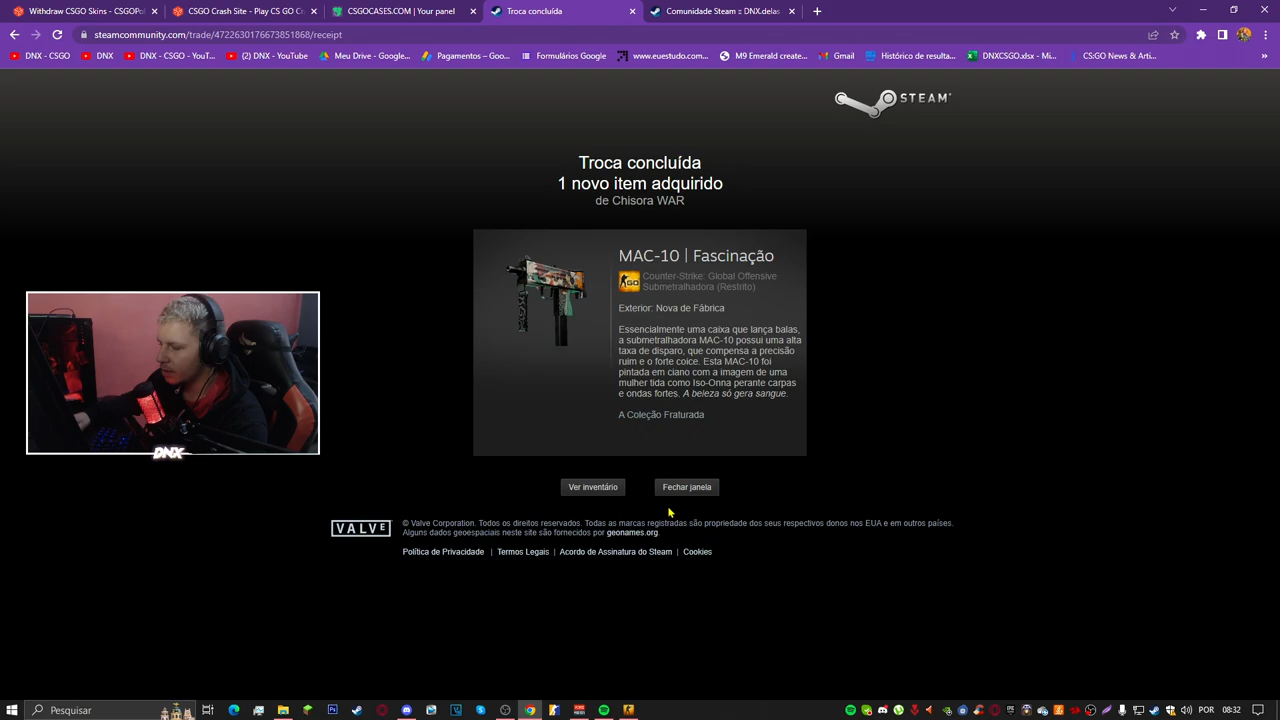 Withdraw CSGO Skins - CSGOPol
CSGO Crash Site - Play CS GO C
CSGOCASES.COM | Your panel
Troca concluída
Comunidade Steam :: DNX.delas
steamcommunity.com/trade/4722630176673851868/receipt
DNX - CSGO
DNX
DNX - CSGO - YouT...
(2) DNX - YouTube
Meu Drive - Google...
Pagamentos – Goo...
Formulários Google
www.euestudo.com...
M9 Emerald create...
Gmail
Histórico de resulta...
DNXCSGO.xlsx - Mi...
CS:GO News & Arti...
»
STEAM
Troca concluída
1 novo item adquirido
de Chisora WAR
MAC-10 | Fascinação
Counter-Strike: Global Offensive
Submetralhadora (Restrito)
Exterior: Nova de Fábrica
Essencialmente uma caixa que lança balas,
a submetralhadora MAC-10 possui uma alta
taxa de disparo, que compensa a precisão
ruim e o forte coice. Esta MAC-10 foi
pintada em ciano com a imagem de uma
mulher tida como Iso-Onna perante carpas
e ondas fortes. A beleza só gera sangue.
A Coleção Fraturada
DNX
Ver inventário
Fechar janela
VALVE
© Valve Corporation. Todos os direitos reservados. Todas as marcas registradas são propriedade dos seus respectivos donos nos EUA e em outros países.
Alguns dados geoespaciais neste site são fornecidos por geonames.org.
Política de Privacidade | Termos Legais | Acordo de Assinatura do Steam | Cookies
Pesquisar
POR
08:32